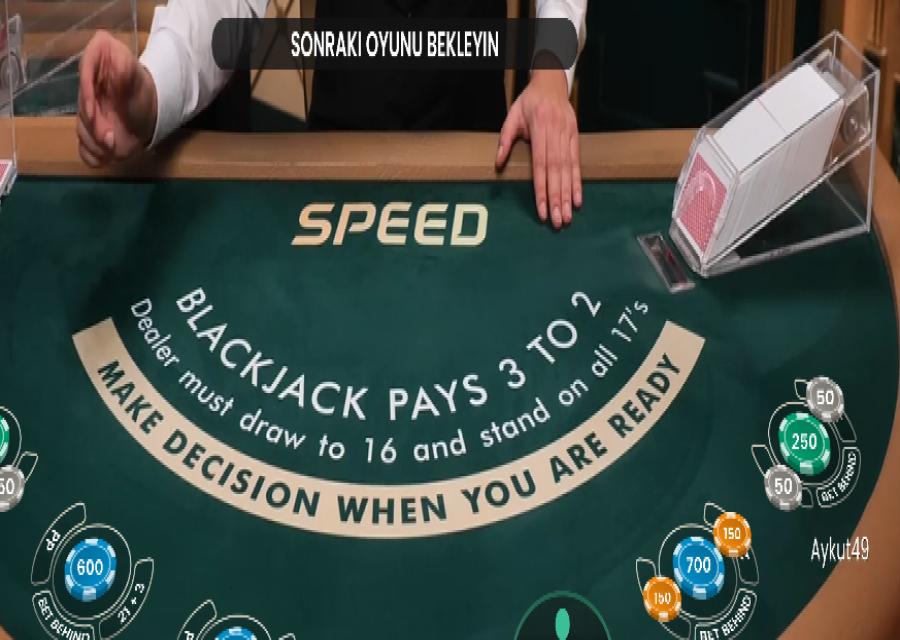 SONRAKI OYUNU BEKLEYIN
SPEED
BLACKJACK PAYS 3 TO 2
Dealer must draw to 16 and stand on all 17's
MAKE DECISION WHEN YOU ARE READY
50
250
50
BET BEHIND
Aykut49
150
700
150
BET BEHIND
PP
600
21 + 3
BET BEHIND